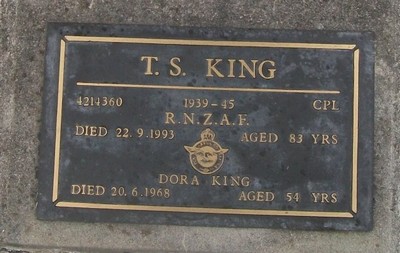 T. S. KING
4214360 1939-45 CPL
R.N.Z.A.F.
DIED 22.9.1993 AGED 83 YRS
DORA KING
DIED 20.6.1968 AGED 54 YRS